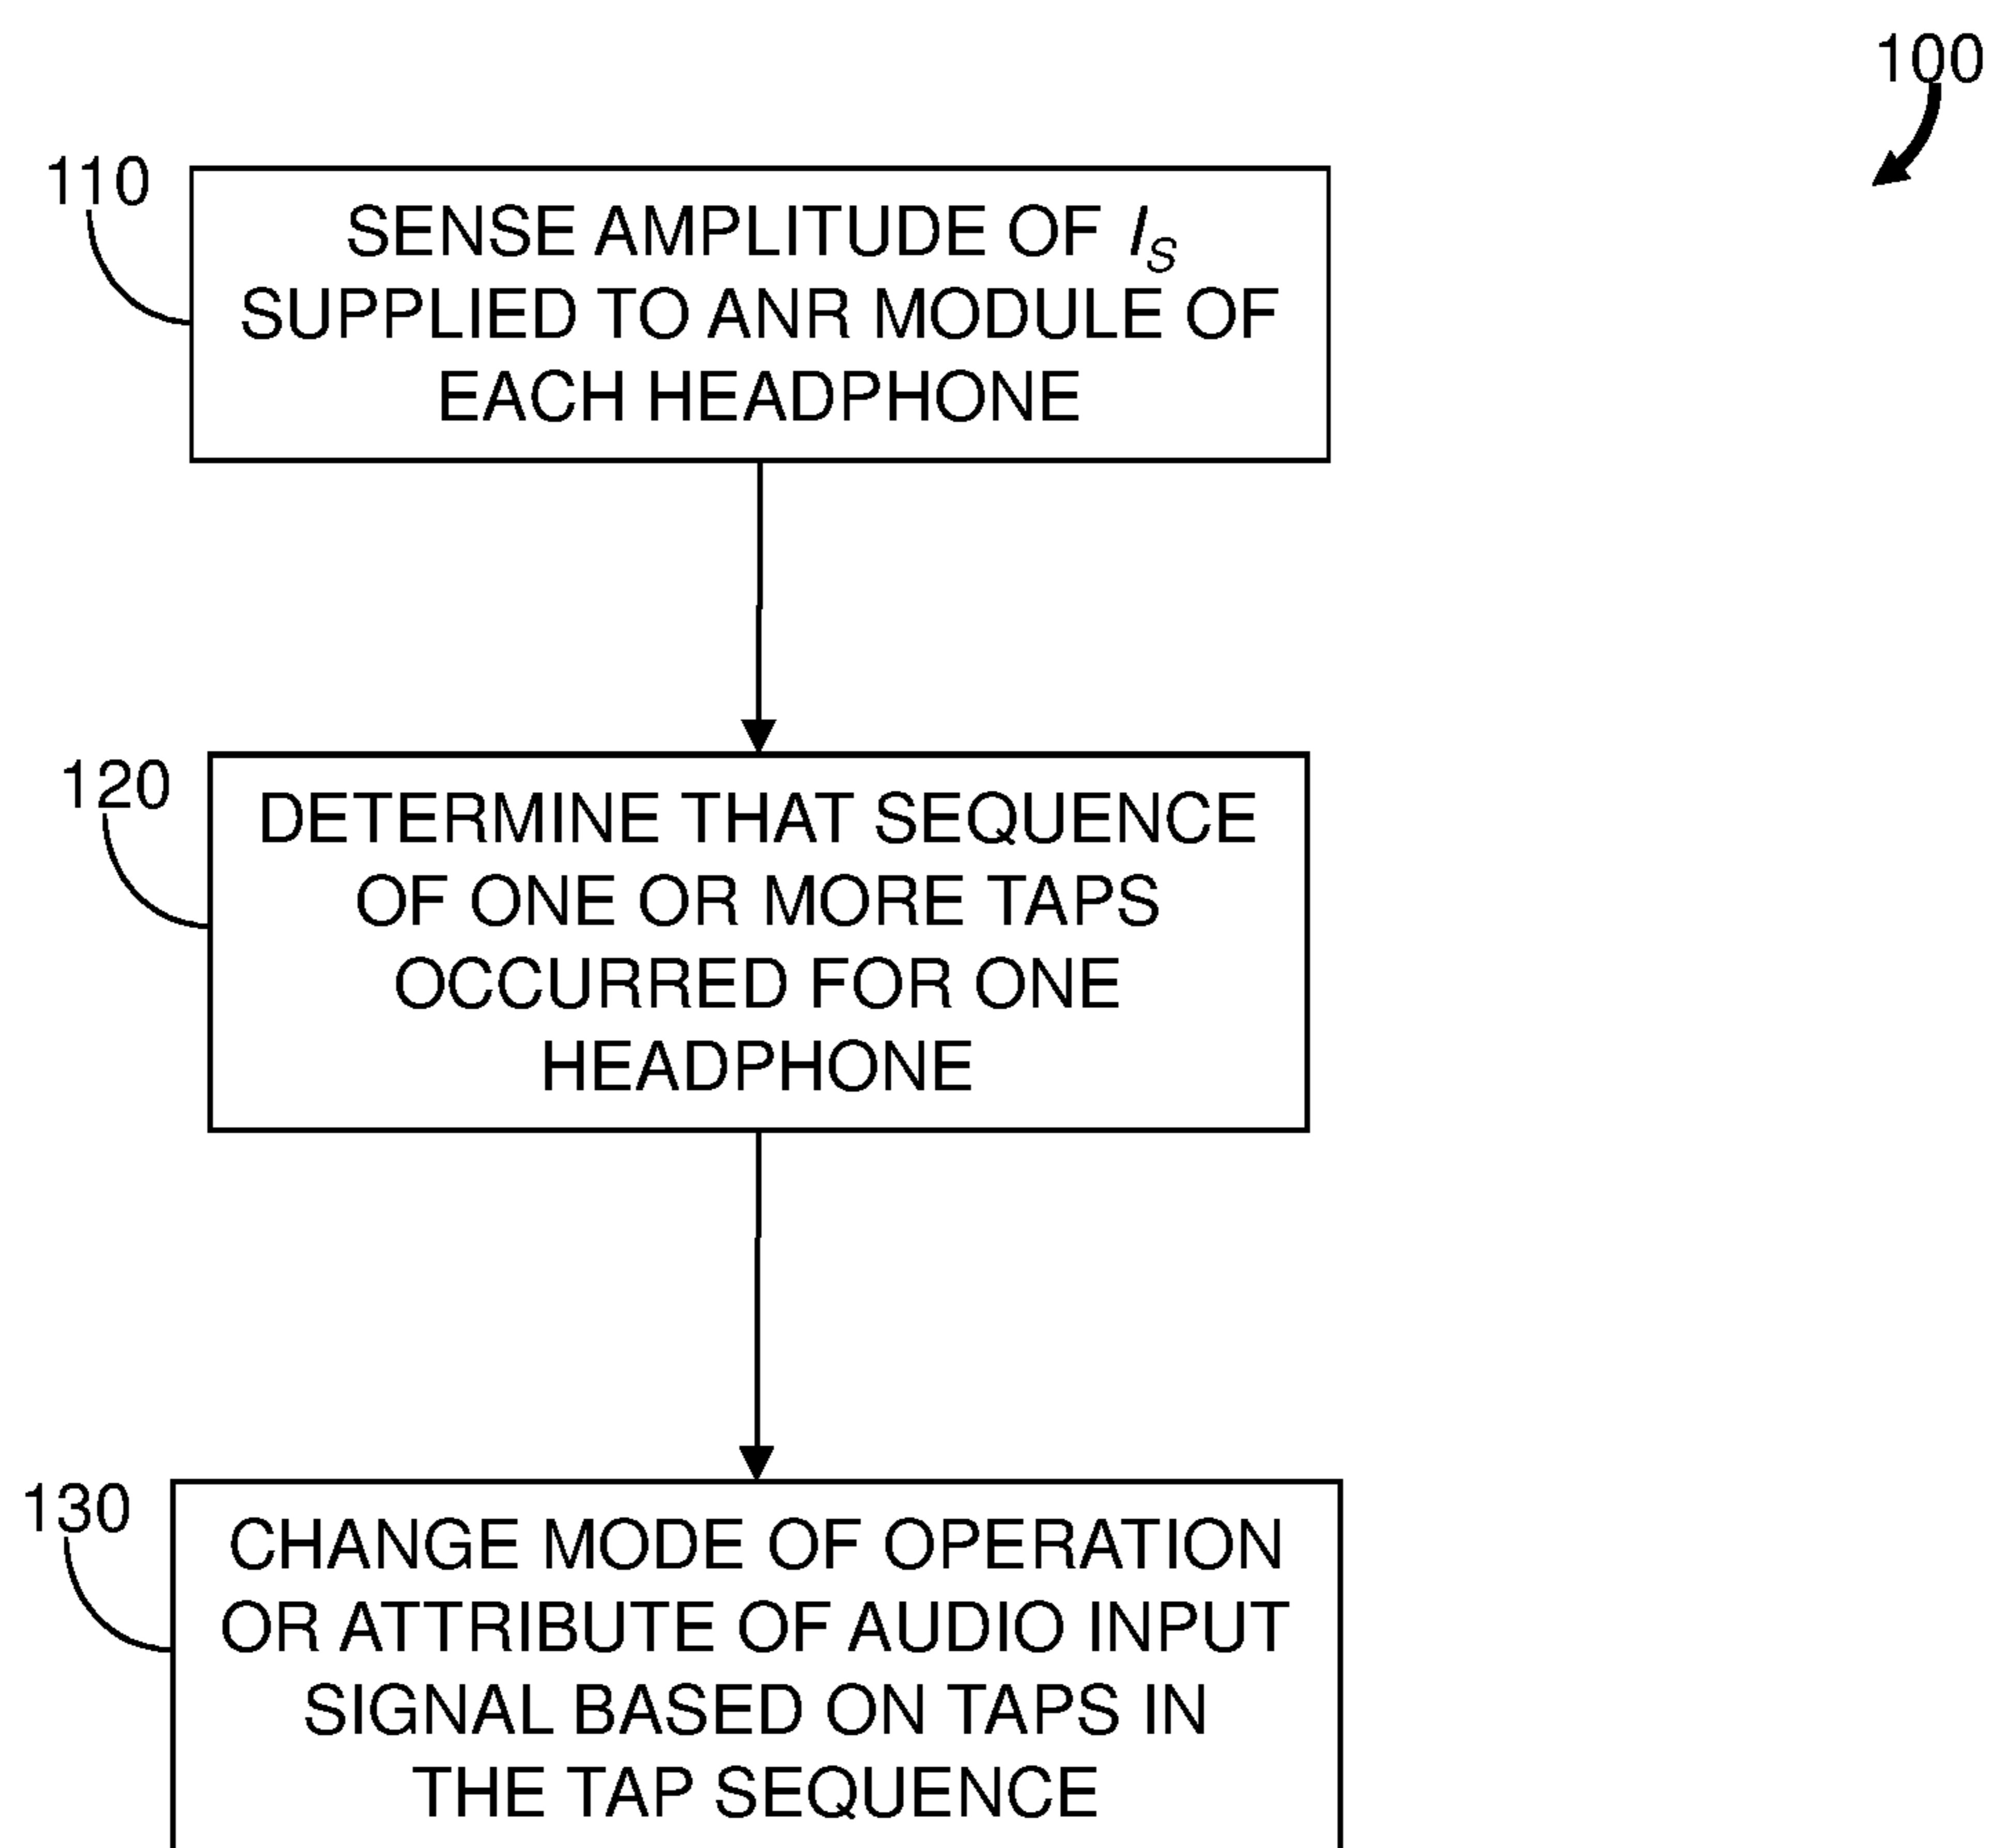 100
110
SENSE AMPLITUDE OF I_S
SUPPLIED TO ANR MODULE OF
EACH HEADPHONE
120
DETERMINE THAT SEQUENCE
OF ONE OR MORE TAPS
OCCURRED FOR ONE
HEADPHONE
130
CHANGE MODE OF OPERATION
OR ATTRIBUTE OF AUDIO INPUT
SIGNAL BASED ON TAPS IN
THE TAP SEQUENCE